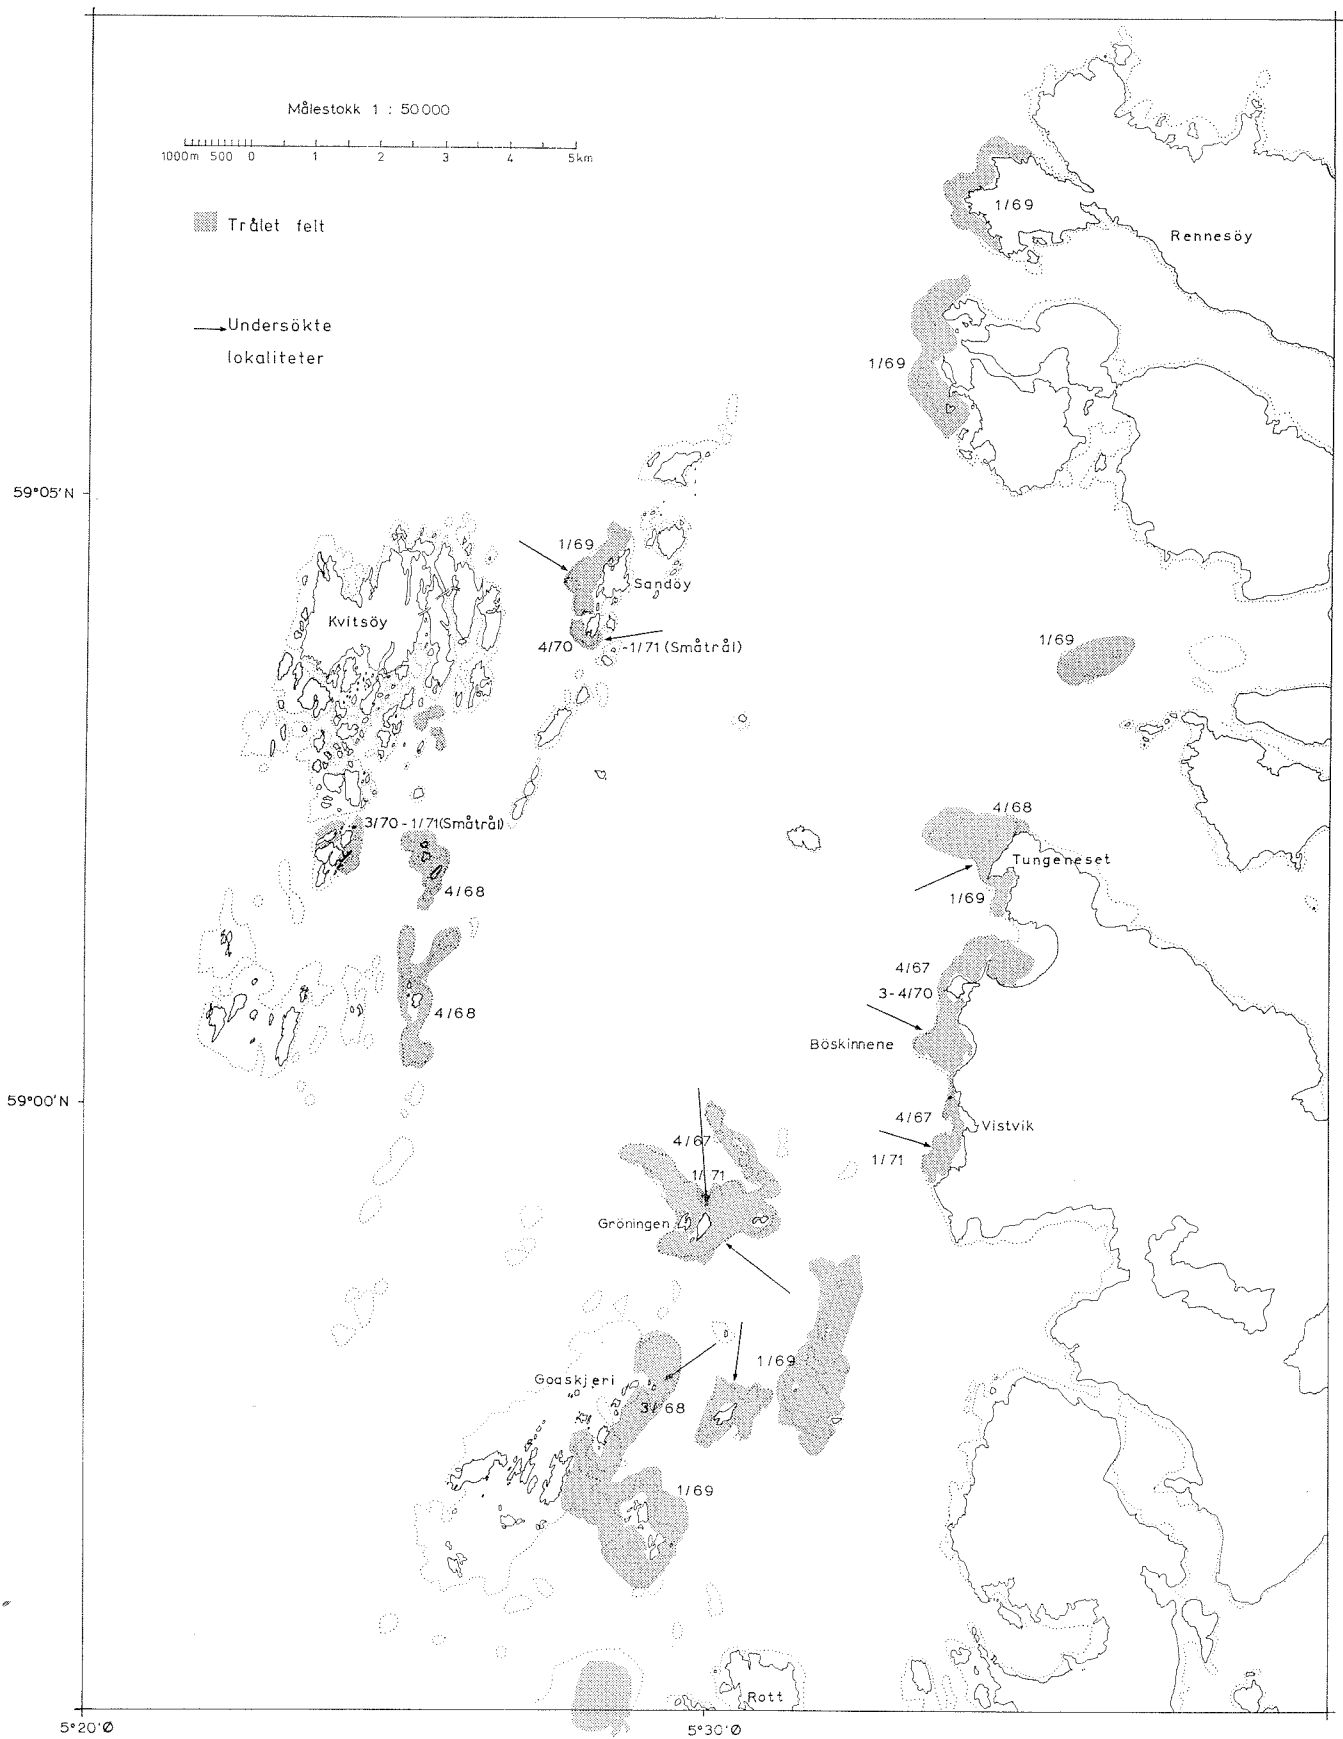 Målestokk 1 : 50000
1000m 500 0 1 2 3 4 5km
Trålet felt
Undersökte
lokaliteter
1/69
Rennesöy
1/69
59°05'N
1/69
Sandöy
Kvitsöy
4/70 -1/71 (Småtrål)
1/69
3/70 - 1/71 (Småtrål)
4/68
Tungeneset
4/68
1/69
4/67
3-4/70
4/68
Böskinnene
59°00'N
4/67
Vistvik
4/67
1/71
1/71
Gröningen
1/69
Goaskjeri
3/68
1/69
Rott
5°20'Ø
5°30'Ø